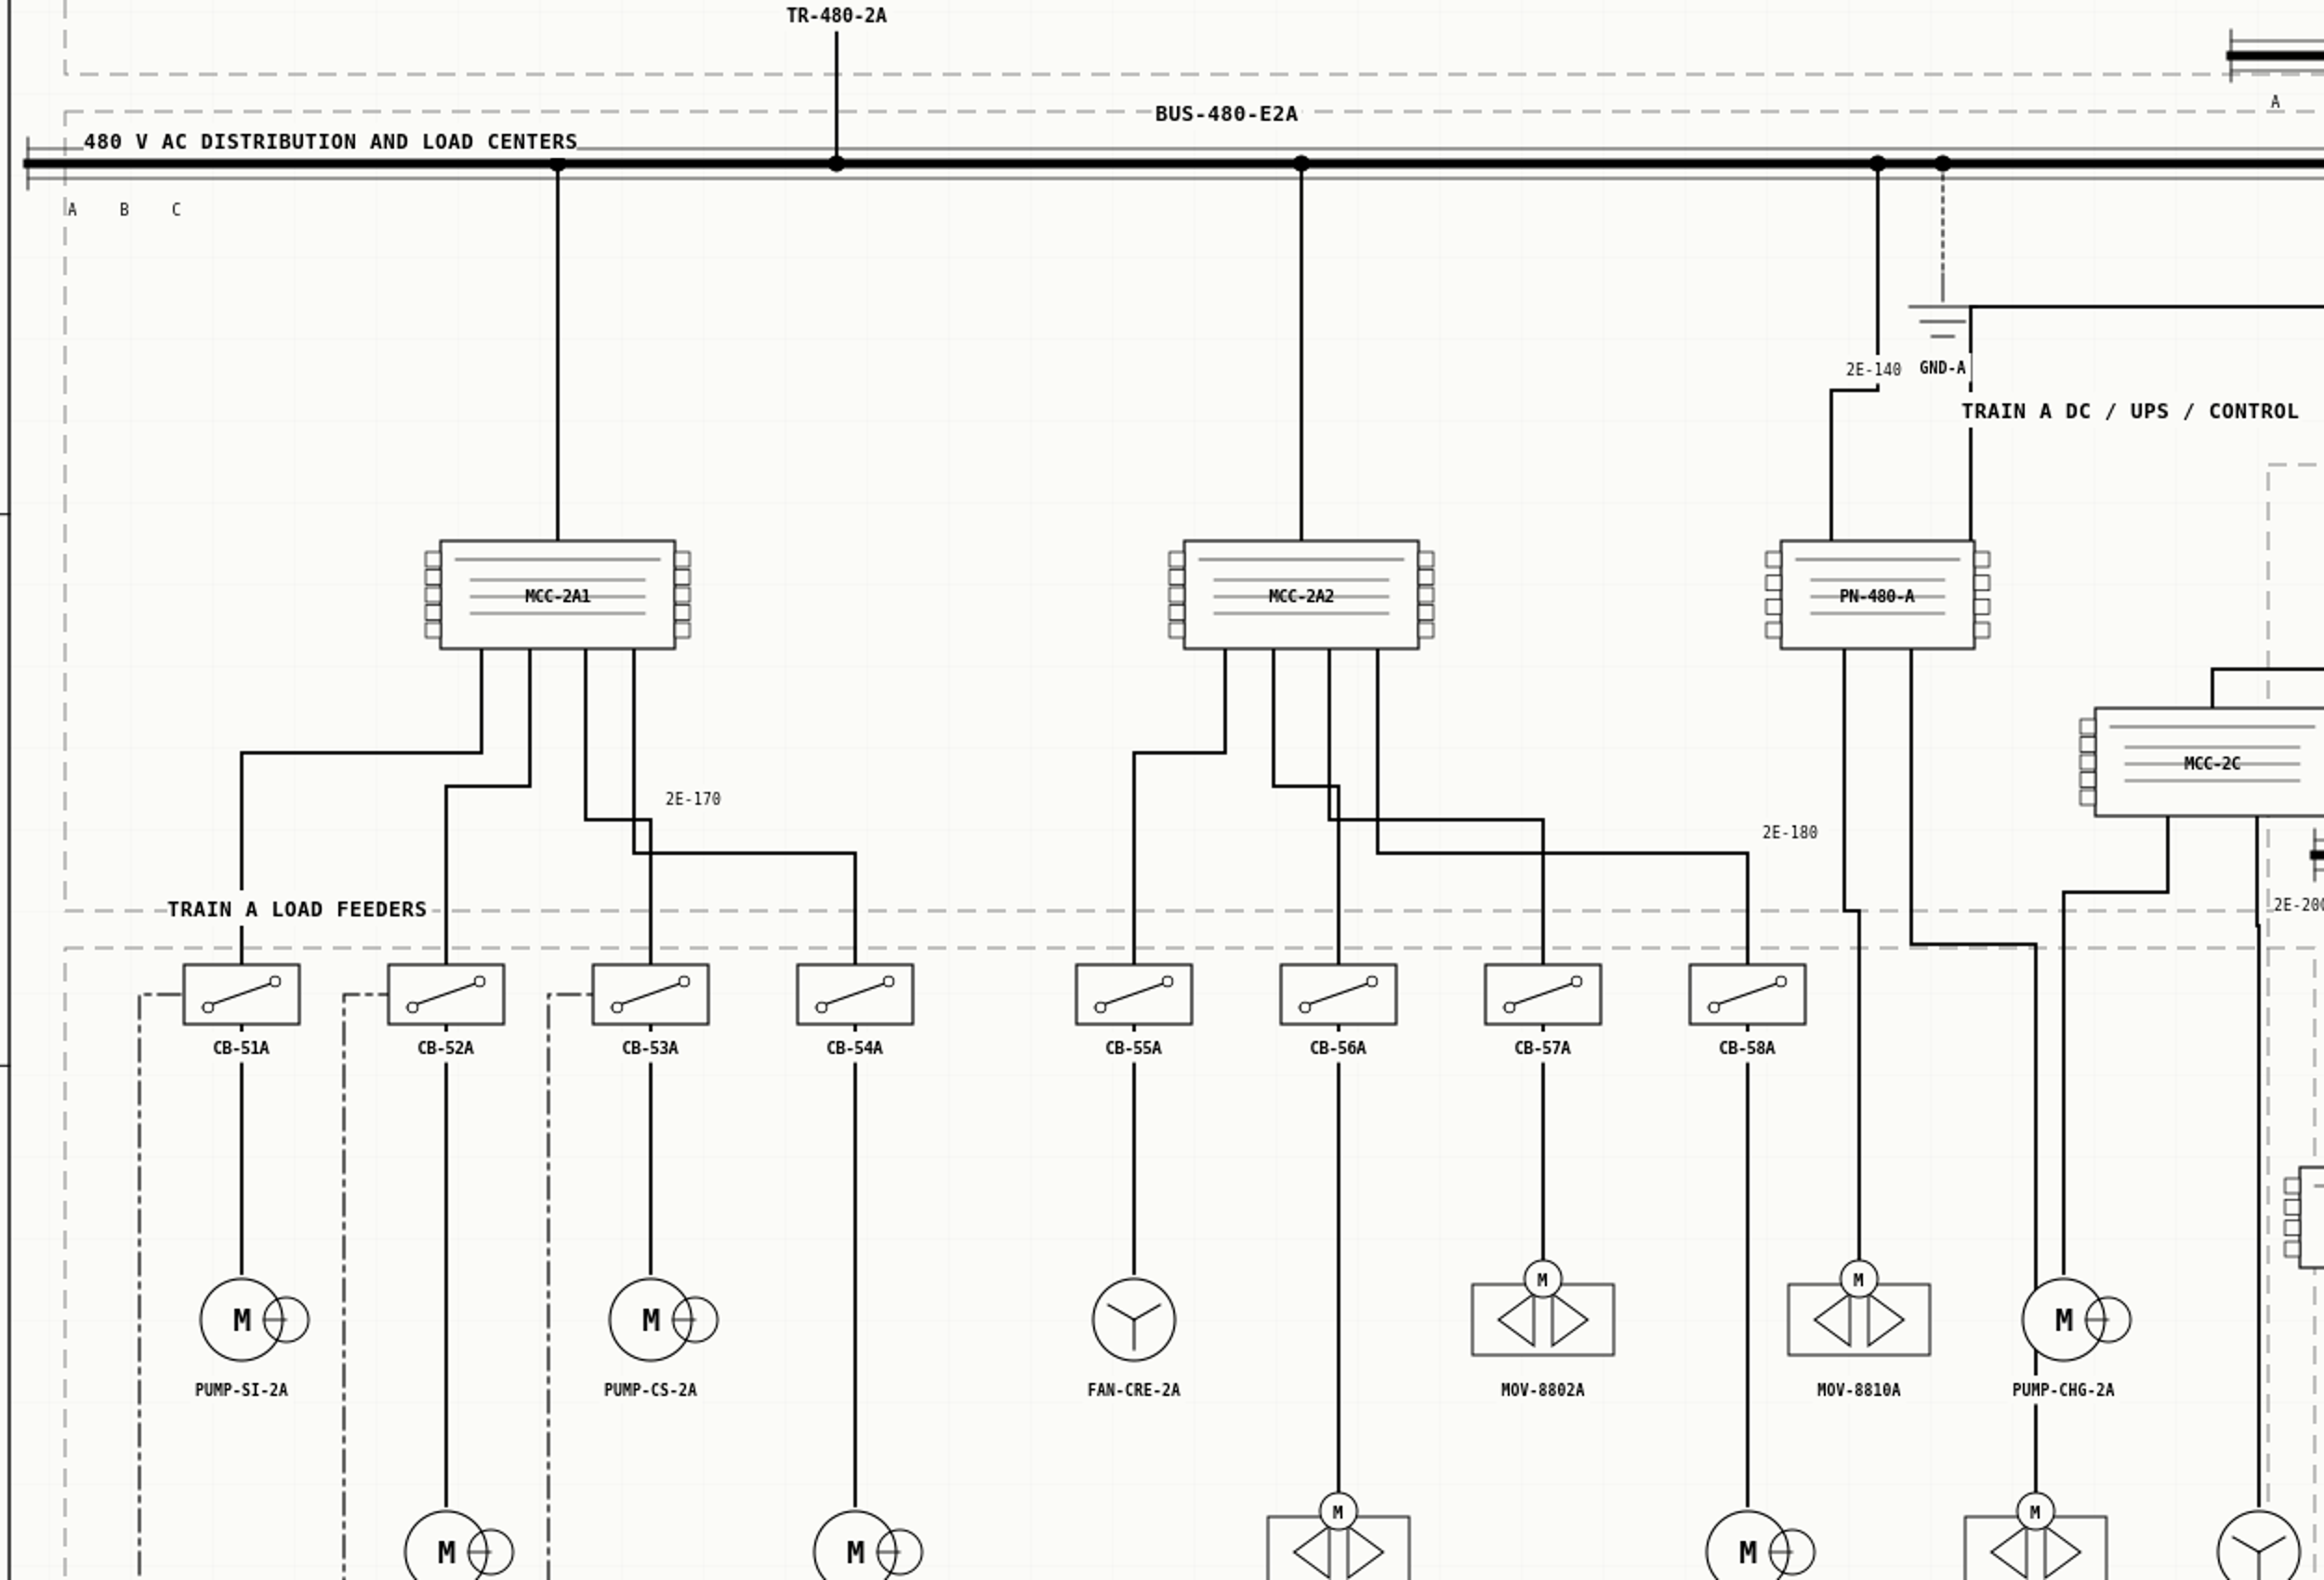 TR-480-2A
A
BUS-480-E2A
480 V AC DISTRIBUTION AND LOAD CENTERS
A B C
2E-140
GND-A
TRAIN A DC / UPS / CONTROL
MCC-2A1
MCC-2A2
PN-480-A
MCC-2C
2E-170
2E-180
TRAIN A LOAD FEEDERS
2E-200
CB-51A
CB-52A
CB-53A
CB-54A
CB-55A
CB-56A
CB-57A
CB-58A
M
M
M
M
M
PUMP-SI-2A
PUMP-CS-2A
FAN-CRE-2A
MOV-8802A
MOV-8810A
PUMP-CHG-2A
M
M
M
M
M